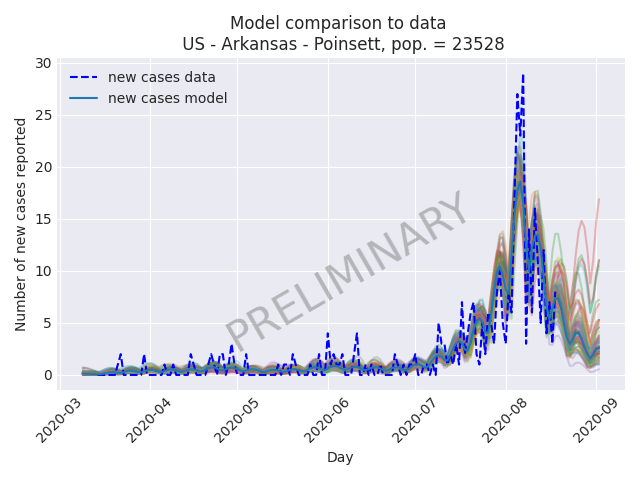 Model comparison to data
US - Arkansas - Poinsett, pop. = 23528
30
25
20
15
10
5
0
Number of new cases reported
new cases data
new cases model
PRELIMINARY
2020-03
2020-04
2020-05
2020-06
2020-07
2020-08
2020-09
Day